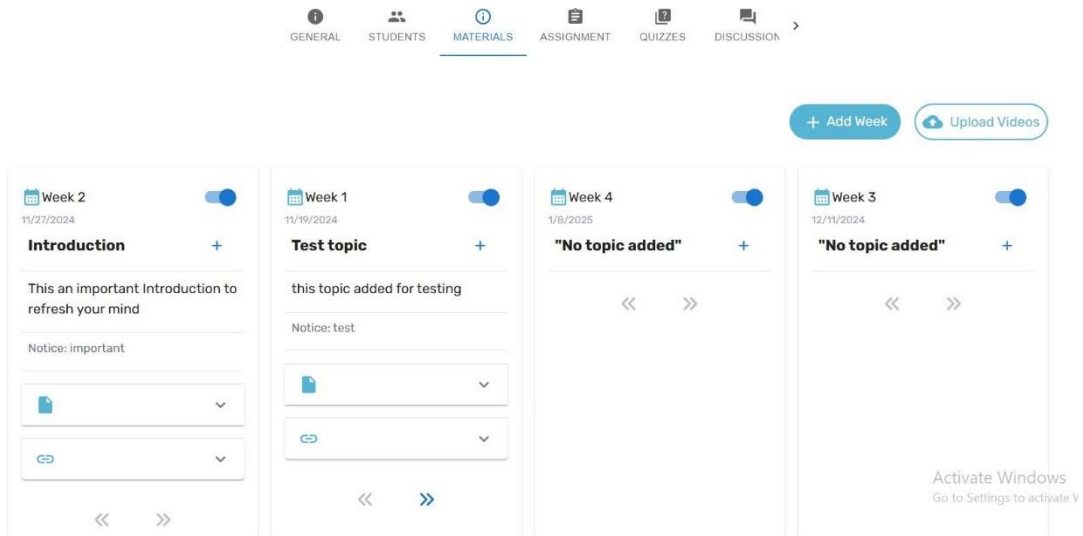 GENERAL
STUDENTS
MATERIALS
ASSIGNMENT
QUIZZES
DISCUSSION
+ Add Week
Upload Videos
Week 2
11/27/2024
Introduction +
This an important Introduction to
refresh your mind
Notice: important
Week 1
11/19/2024
Test topic +
this topic added for testing
Notice: test
Week 4
1/8/2025
"No topic added" +
Week 3
12/11/2024
"No topic added" +
Activate Windows
Go to Settings to activate